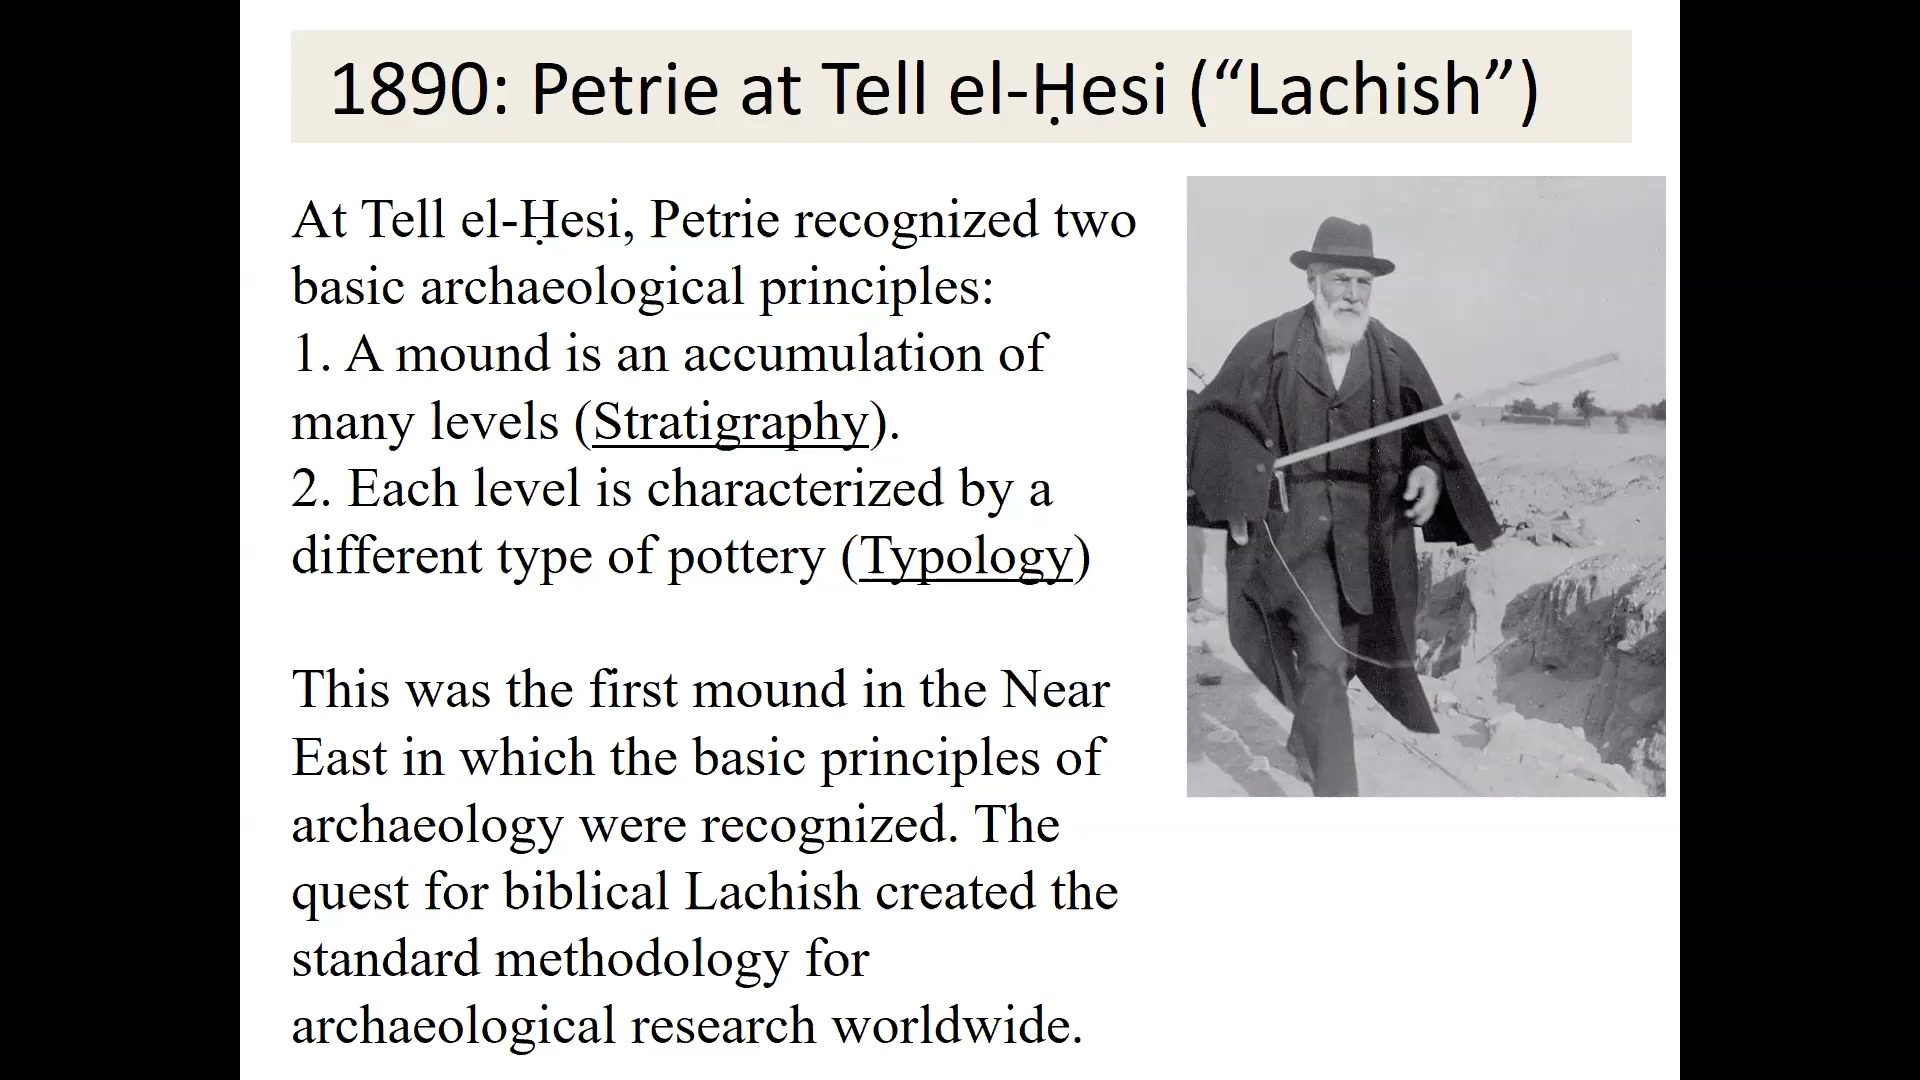 1890: Petrie at Tell el-Ḥesi (“Lachish”)
At Tell el-Ḥesi, Petrie recognized two
basic archaeological principles:
1. A mound is an accumulation of
many levels (Stratigraphy).
2. Each level is characterized by a
different type of pottery (Typology)
This was the first mound in the Near
East in which the basic principles of
archaeology were recognized. The
quest for biblical Lachish created the
standard methodology for
archaeological research worldwide.